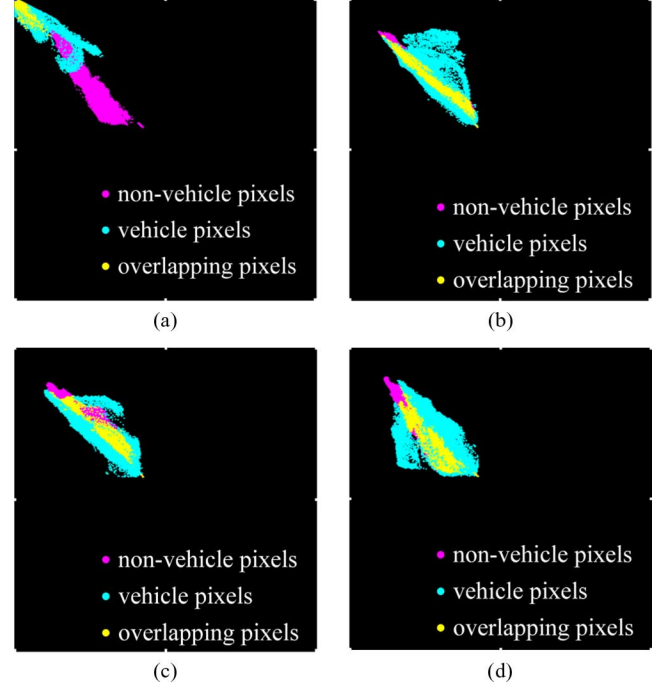 non-vehicle pixels
vehicle pixels
overlapping pixels
(a)
non-vehicle pixels
vehicle pixels
overlapping pixels
(b)
non-vehicle pixels
vehicle pixels
overlapping pixels
(c)
non-vehicle pixels
vehicle pixels
overlapping pixels
(d)